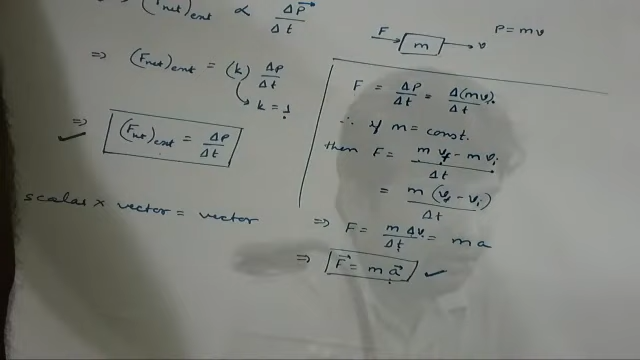 ⇒ (Fnet)ext ∝ ΔP⃗/Δt
⇒ (Fnet)ext = (k) ΔP/Δt
k = 1
⇒ (Fnet)ext = ΔP/Δt
scalar × vector = vector
F m v P = mv
F = ΔP/Δt = Δ(mv)/Δt
∴ if m = const.
then F = m vf - m vi/Δt
= m (vf - vi)/Δt
⇒ F = m Δv/Δt = ma
⇒ F⃗ = m a⃗